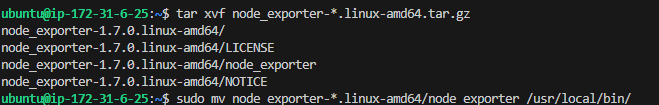 ubuntu@ip-172-31-6-25:~$ tar xvf node_exporter-*.linux-amd64.tar.gz
node_exporter-1.7.0.linux-amd64/
node_exporter-1.7.0.linux-amd64/LICENSE
node_exporter-1.7.0.linux-amd64/node_exporter
node_exporter-1.7.0.linux-amd64/NOTICE
ubuntu@ip-172-31-6-25:~$ sudo mv node_exporter-*.linux-amd64/node_exporter /usr/local/bin/